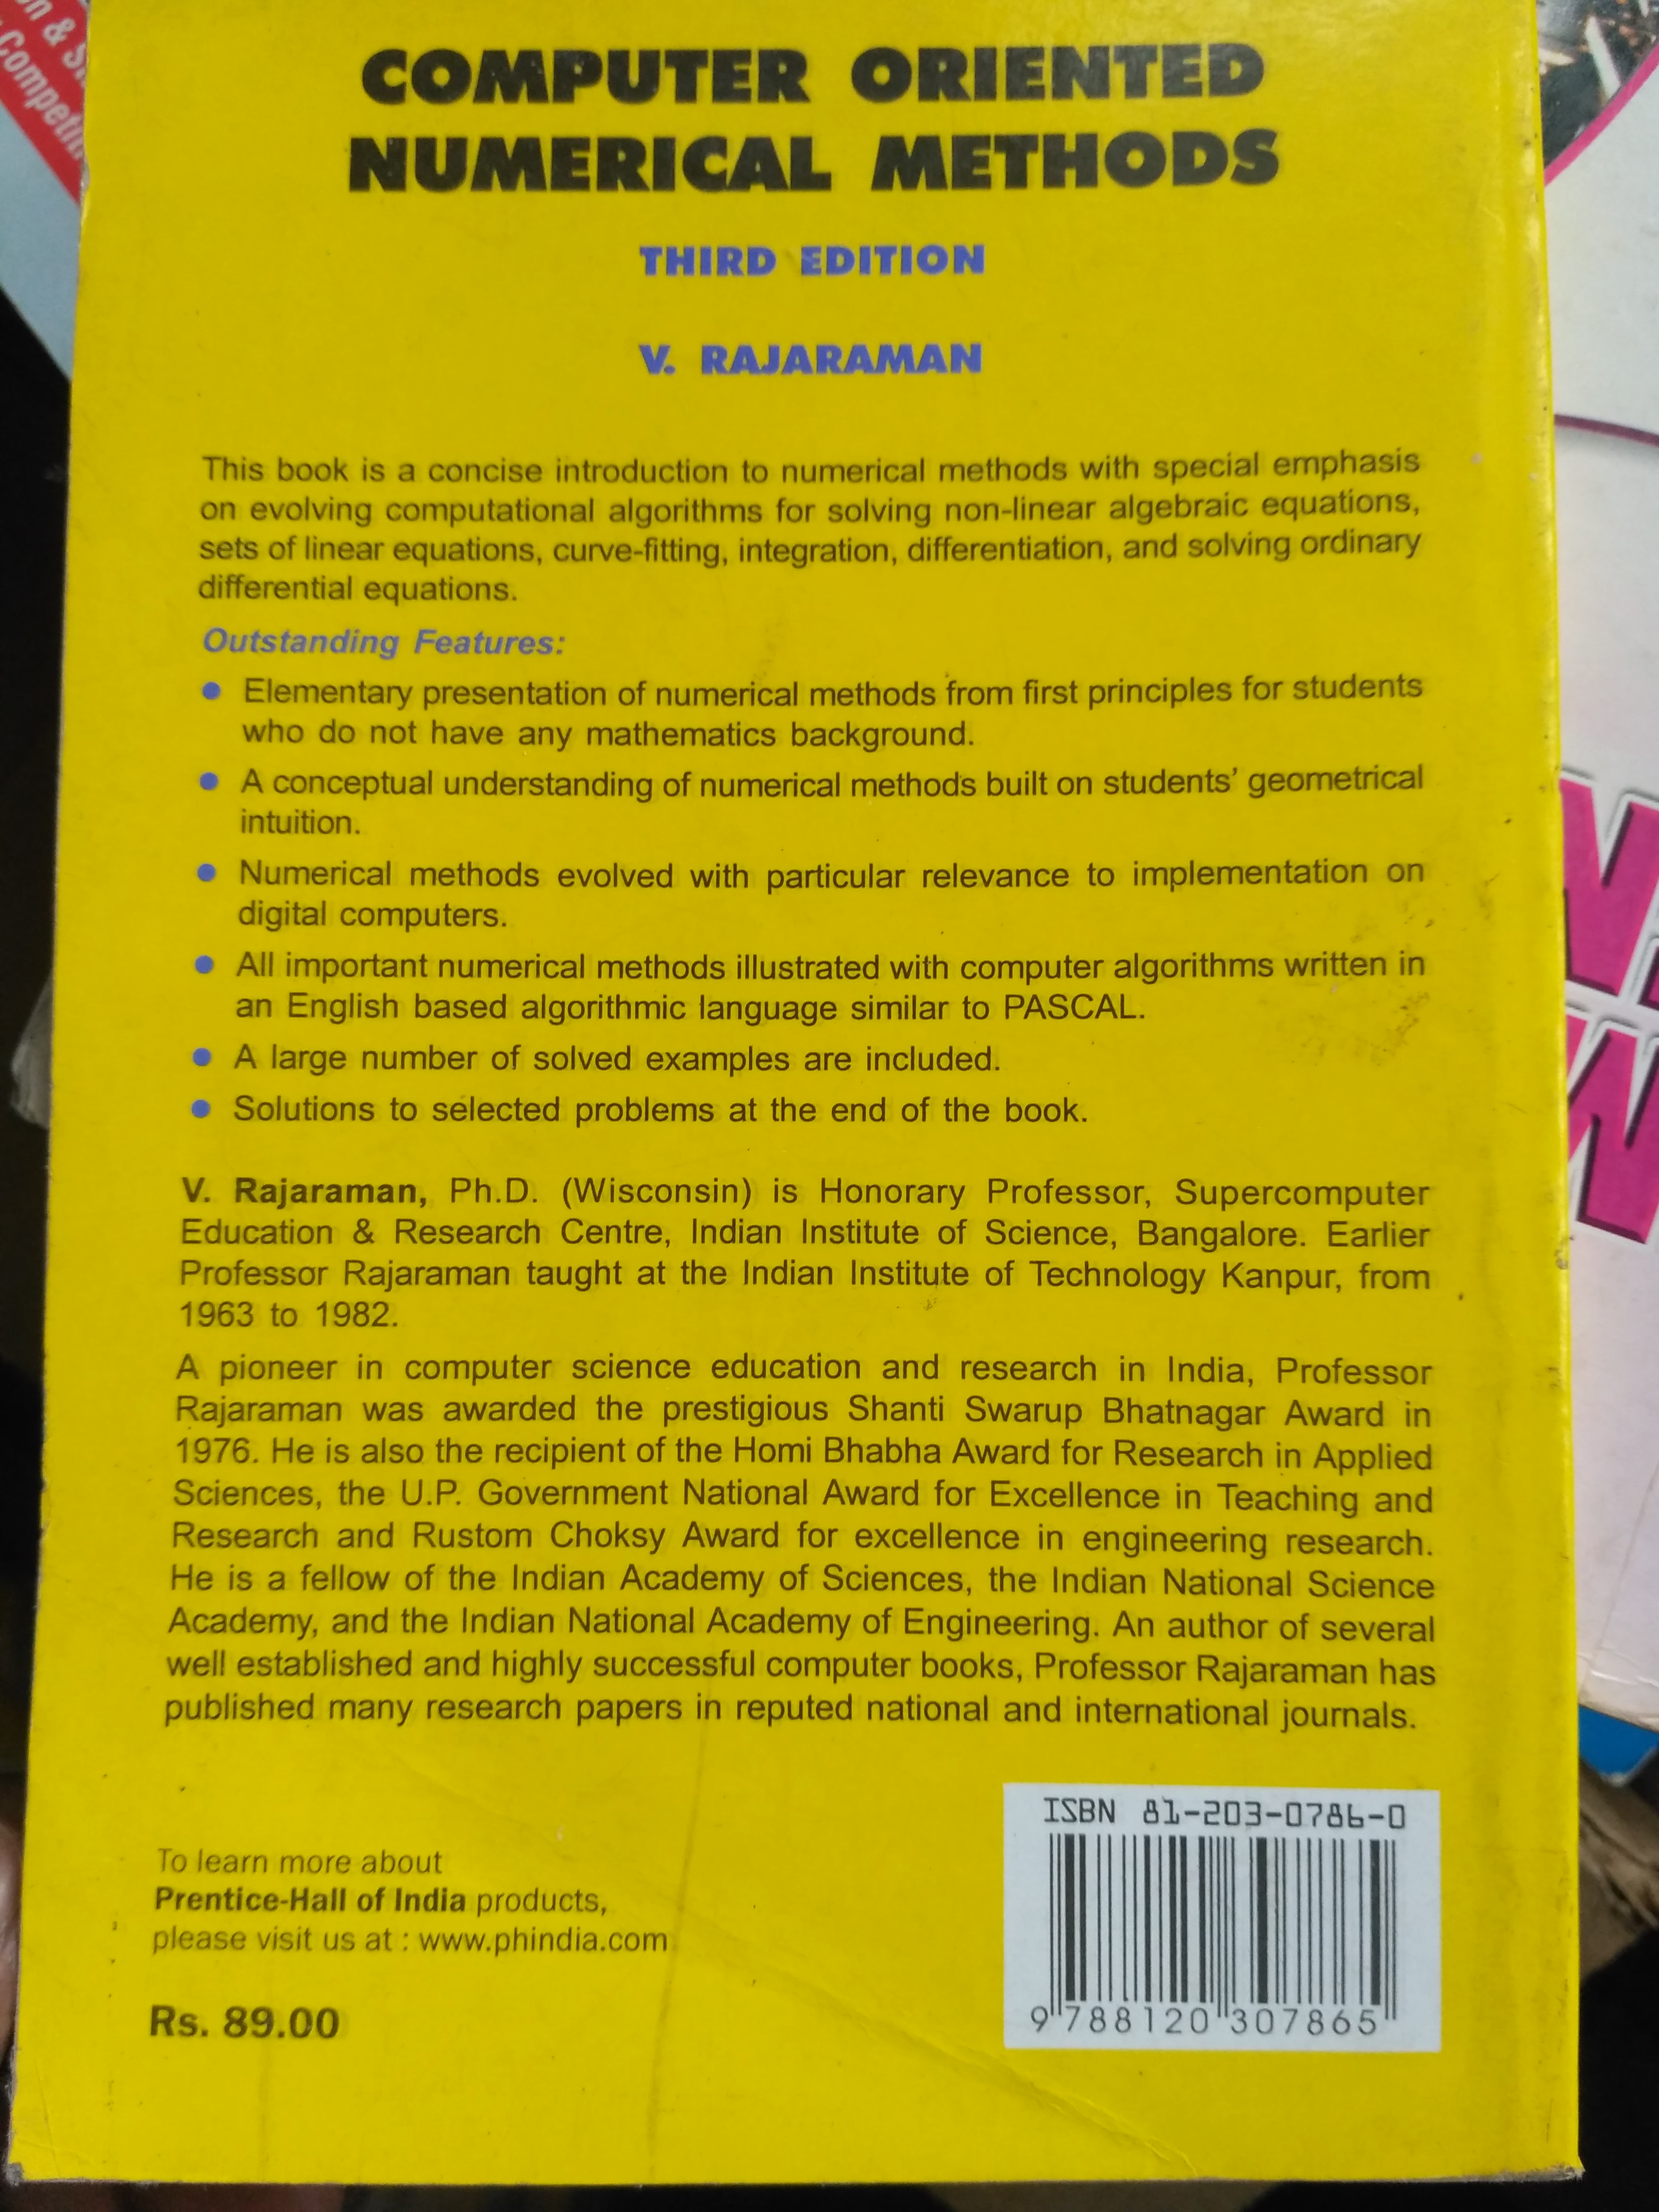 COMPUTER ORIENTED
NUMERICAL METHODS
THIRD EDITION
V. RAJARAMAN
This book is a concise introduction to numerical methods with special emphasis
on evolving computational algorithms for solving non-linear algebraic equations,
sets of linear equations, curve-fitting, integration, differentiation, and solving ordinary
differential equations.
Outstanding Features:
● Elementary presentation of numerical methods from first principles for students
who do not have any mathematics background.
● A conceptual understanding of numerical methods built on students' geometrical
intuition.
● Numerical methods evolved with particular relevance to implementation on
digital computers.
● All important numerical methods illustrated with computer algorithms written in
an English based algorithmic language similar to PASCAL.
● A large number of solved examples are included.
● Solutions to selected problems at the end of the book.
V. Rajaraman, Ph.D. (Wisconsin) is Honorary Professor, Supercomputer
Education & Research Centre, Indian Institute of Science, Bangalore. Earlier
Professor Rajaraman taught at the Indian Institute of Technology Kanpur, from
1963 to 1982.
A pioneer in computer science education and research in India, Professor
Rajaraman was awarded the prestigious Shanti Swarup Bhatnagar Award in
1976. He is also the recipient of the Homi Bhabha Award for Research in Applied
Sciences, the U.P. Government National Award for Excellence in Teaching and
Research and Rustom Choksy Award for excellence in engineering research.
He is a fellow of the Indian Academy of Sciences, the Indian National Science
Academy, and the Indian National Academy of Engineering. An author of several
well established and highly successful computer books, Professor Rajaraman has
published many research papers in reputed national and international journals.
To learn more about
Prentice-Hall of India products,
please visit us at : www.phindia.com
Rs. 89.00
ISBN 81-203-0786-0
9 788120 307865